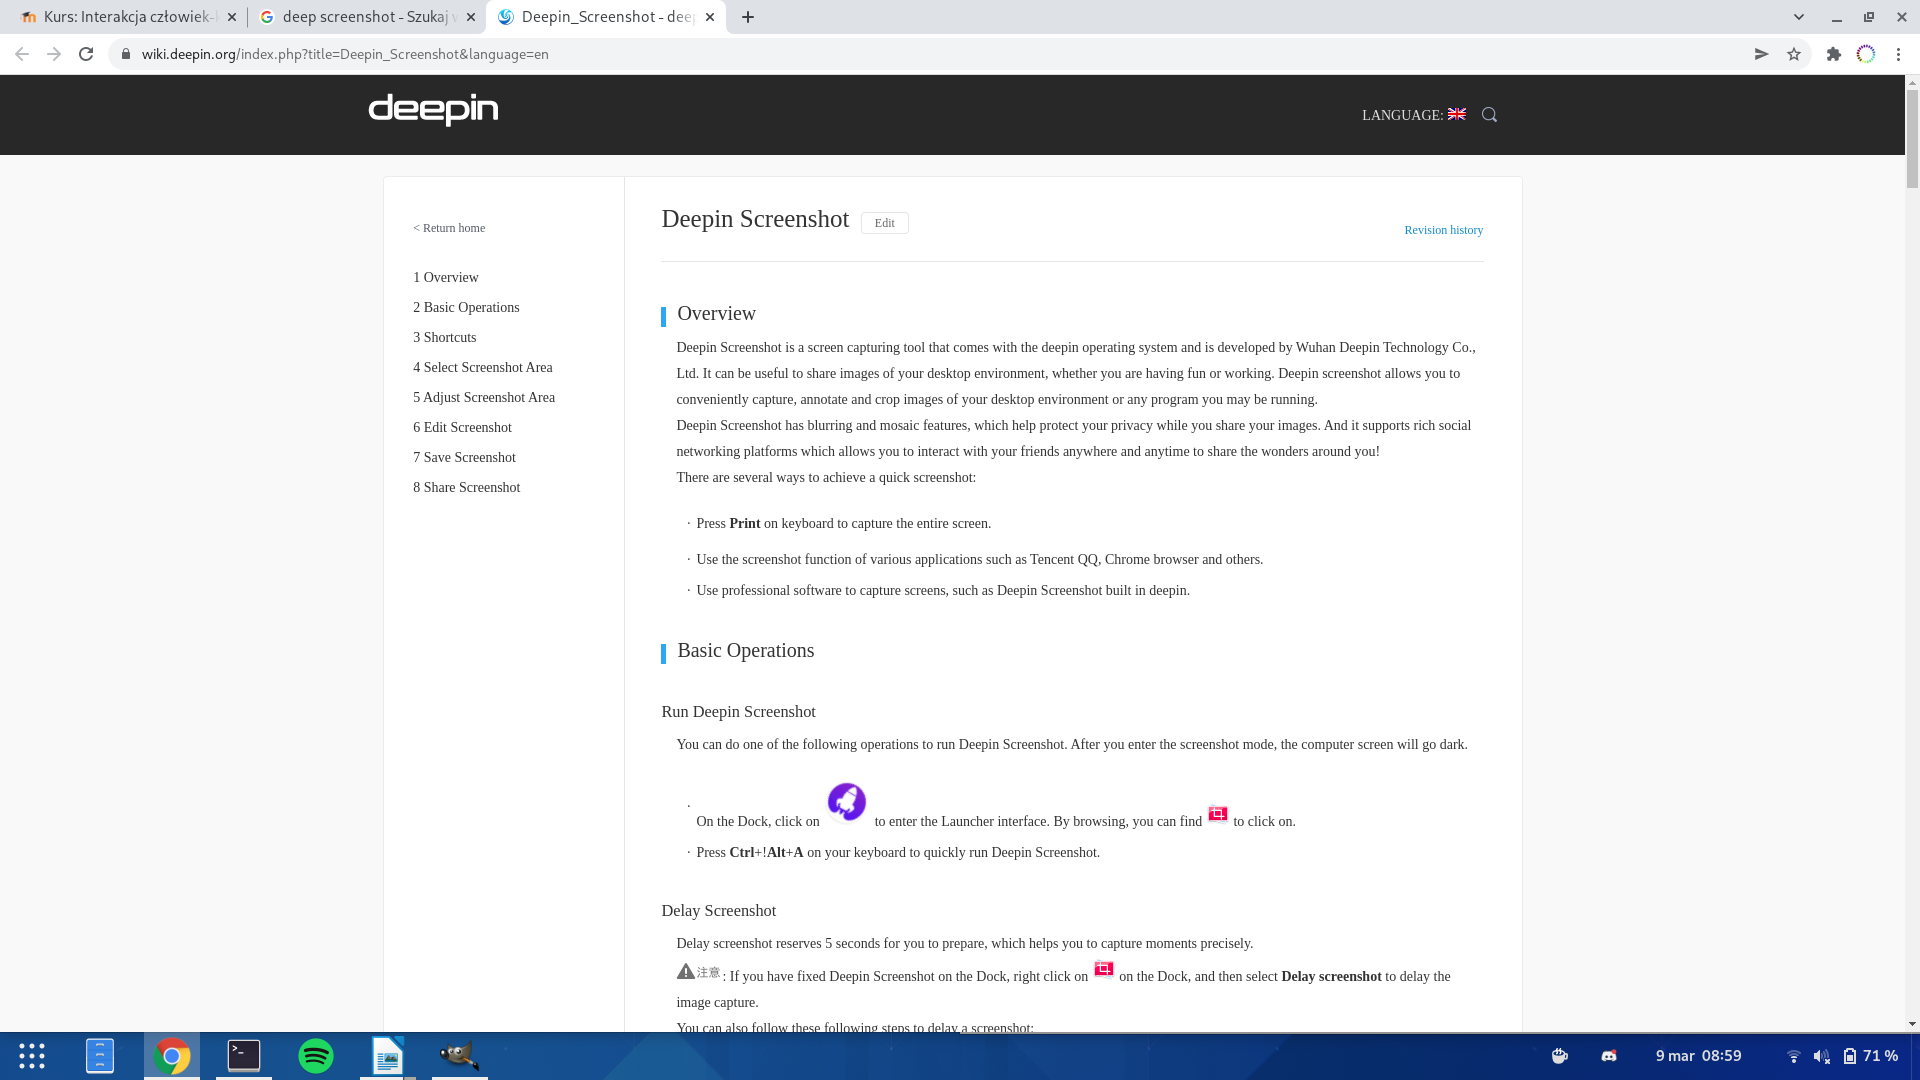 Kurs: Interakcja człowiek-
deep screenshot - Szukaj w
Deepin_Screenshot - deep
wiki.deepin.org/index.php?title=Deepin_Screenshot&language=en
deepin
LANGUAGE:
< Return home
1 Overview
2 Basic Operations
3 Shortcuts
4 Select Screenshot Area
5 Adjust Screenshot Area
6 Edit Screenshot
7 Save Screenshot
8 Share Screenshot
Deepin Screenshot
Edit
Revision history
Overview
Deepin Screenshot is a screen capturing tool that comes with the deepin operating system and is developed by Wuhan Deepin Technology Co.,
Ltd. It can be useful to share images of your desktop environment, whether you are having fun or working. Deepin screenshot allows you to
conveniently capture, annotate and crop images of your desktop environment or any program you may be running.
Deepin Screenshot has blurring and mosaic features, which help protect your privacy while you share your images. And it supports rich social
networking platforms which allows you to interact with your friends anywhere and anytime to share the wonders around you!
There are several ways to achieve a quick screenshot:
· Press Print on keyboard to capture the entire screen.
· Use the screenshot function of various applications such as Tencent QQ, Chrome browser and others.
· Use professional software to capture screens, such as Deepin Screenshot built in deepin.
Basic Operations
Run Deepin Screenshot
You can do one of the following operations to run Deepin Screenshot. After you enter the screenshot mode, the computer screen will go dark.
· On the Dock, click on to enter the Launcher interface. By browsing, you can find to click on.
· Press Ctrl+!Alt+A on your keyboard to quickly run Deepin Screenshot.
Delay Screenshot
Delay screenshot reserves 5 seconds for you to prepare, which helps you to capture moments precisely.
注意 : If you have fixed Deepin Screenshot on the Dock, right click on on the Dock, and then select Delay screenshot to delay the
image capture.
You can also follow these following steps to delay a screenshot:
9 mar 08:59
71 %